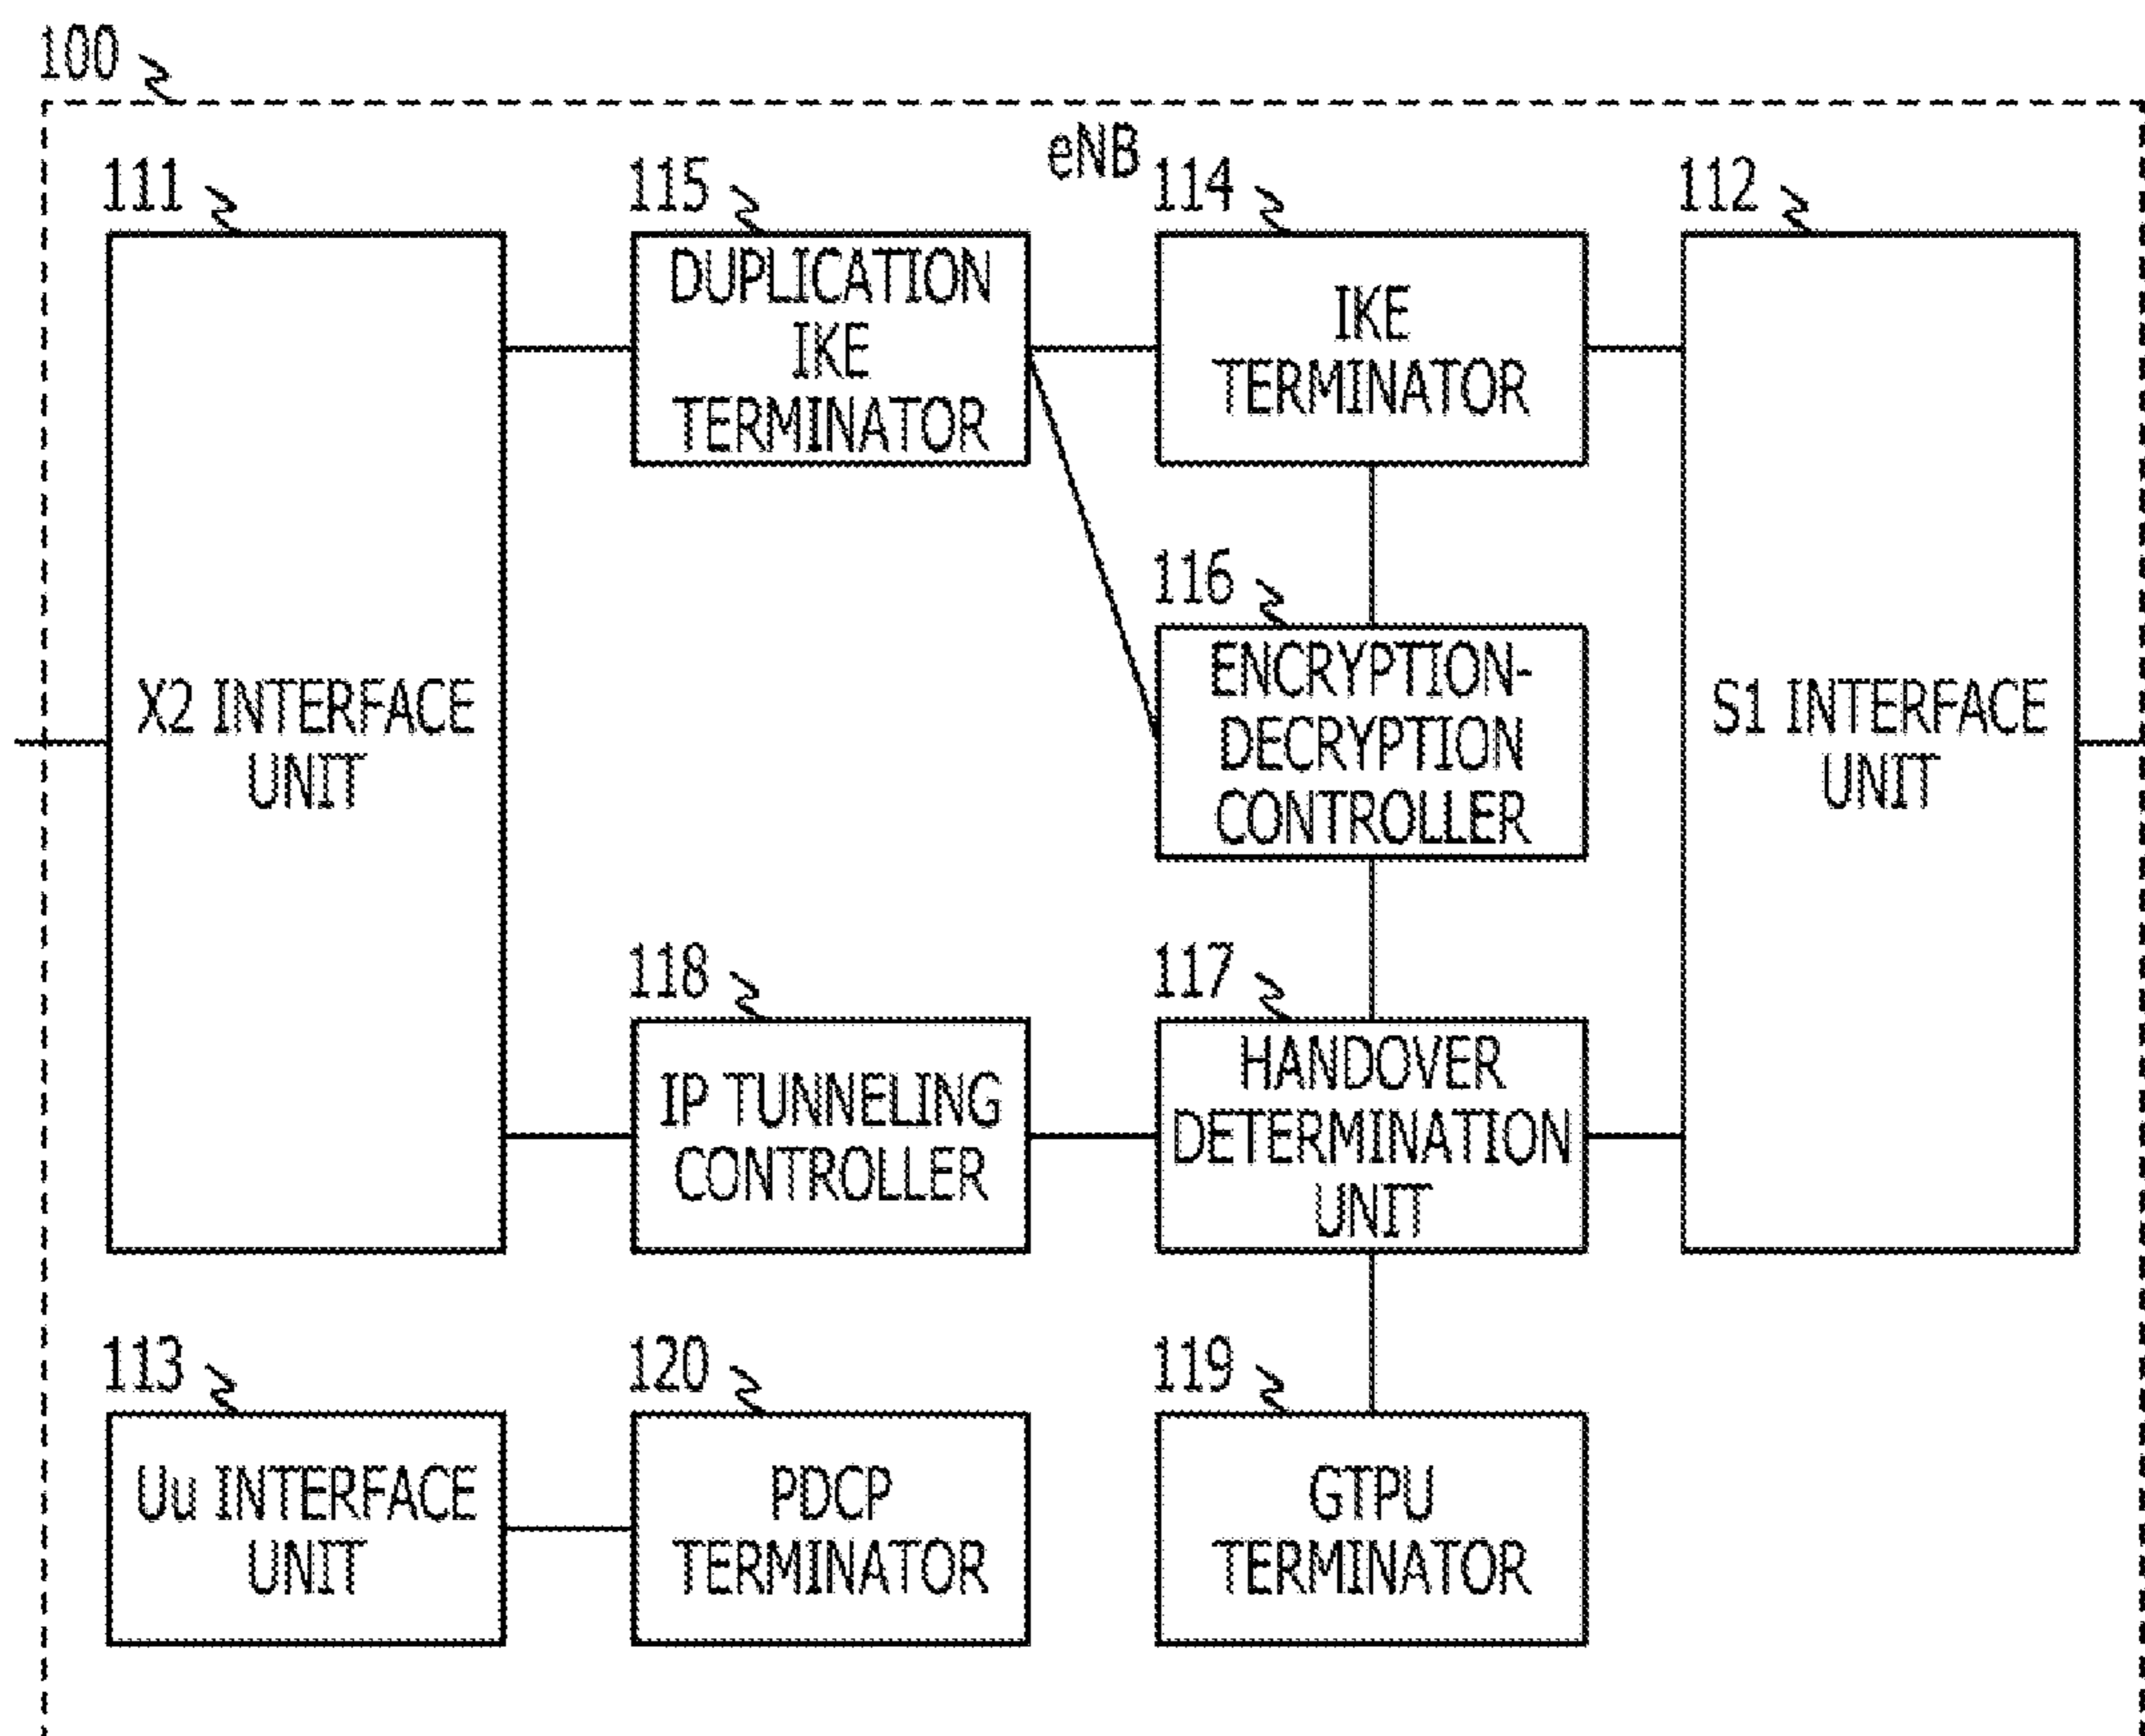 100
eNB
111
115
114
112
X2 INTERFACE
UNIT
DUPLICATION
IKE
TERMINATOR
IKE
TERMINATOR
S1 INTERFACE
UNIT
116
ENCRYPTION-
DECRYPTION
CONTROLLER
118
117
IP TUNNELING
CONTROLLER
HANDOVER
DETERMINATION
UNIT
113
120
119
Uu INTERFACE
UNIT
PDCP
TERMINATOR
GTPU
TERMINATOR